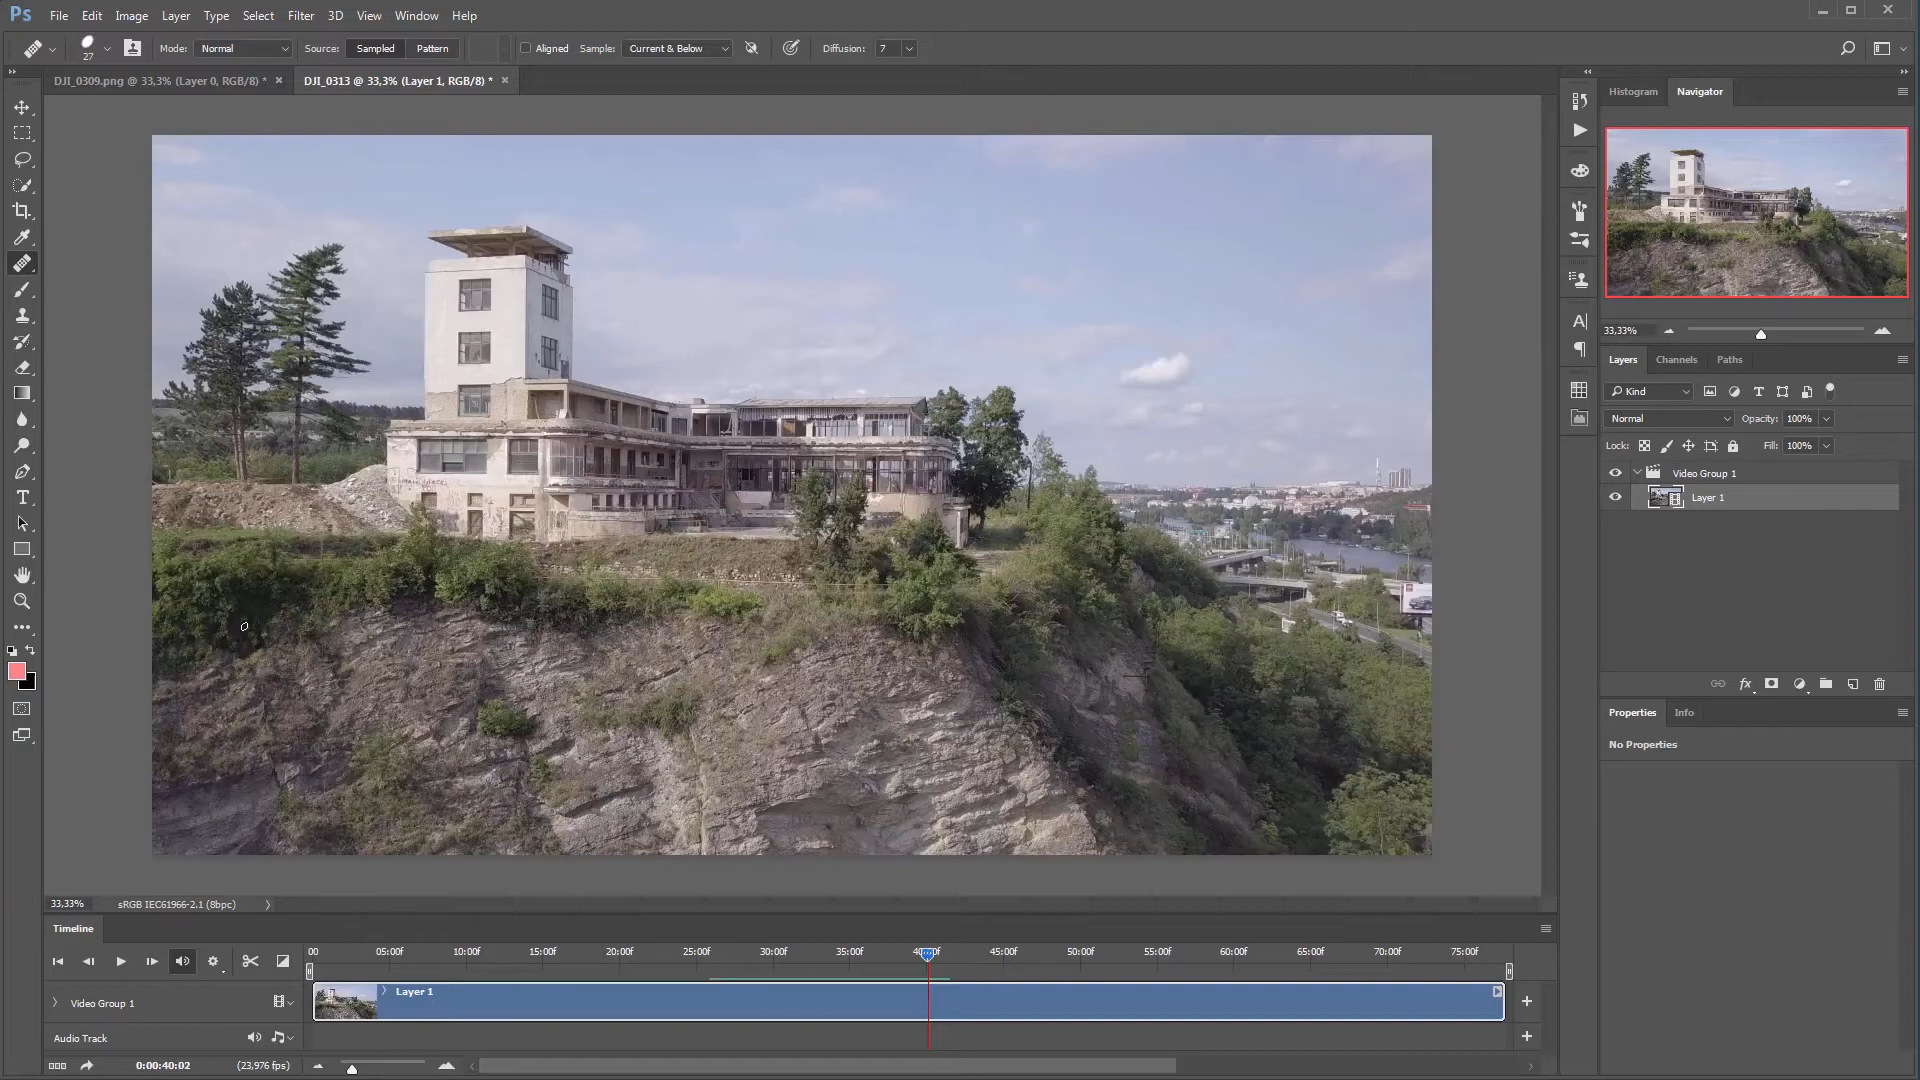 Ps File Edit Image Layer Type Select Filter 3D View Window Help
27 Mode: Normal Source: Sampled Pattern Aligned Sample: Current & Below Diffusion: 7
DJI_0309.png @ 33,3% (Layer 0, RGB/8) * × DJI_0313 @ 33,3% (Layer 1, RGB/8) * ×
Histogram Navigator
33,33%
Layers Channels Paths
Kind
Normal Opacity: 100%
Lock: Fill: 100%
Video Group 1
Layer 1
fx
Properties Info
No Properties
33,33% sRGB IEC61966-2.1 (8bpc)
Timeline
00 05:00f 10:00f 15:00f 20:00f 25:00f 30:00f 35:00f 40:00f 45:00f 50:00f 55:00f 60:00f 65:00f 70:00f 75:00f
Video Group 1 Layer 1
Audio Track
0:00:40:02 (23,976 fps)